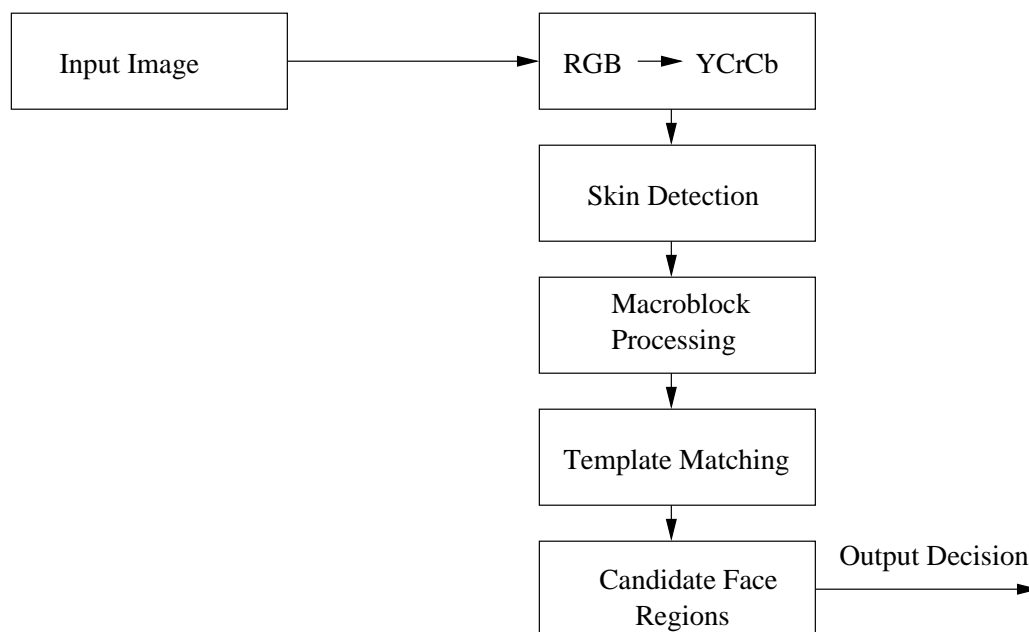 Input Image
RGB → YCrCb
Skin Detection
Macroblock
Processing
Template Matching
Candidate Face
Regions
Output Decision